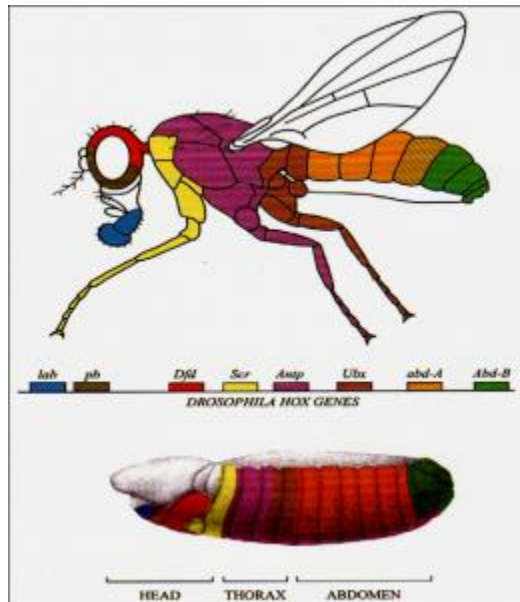 lab pb Dfd Scr Antp Ubx abd-A Abd-B
DROSOPHILA HOX GENES
HEAD THORAX ABDOMEN